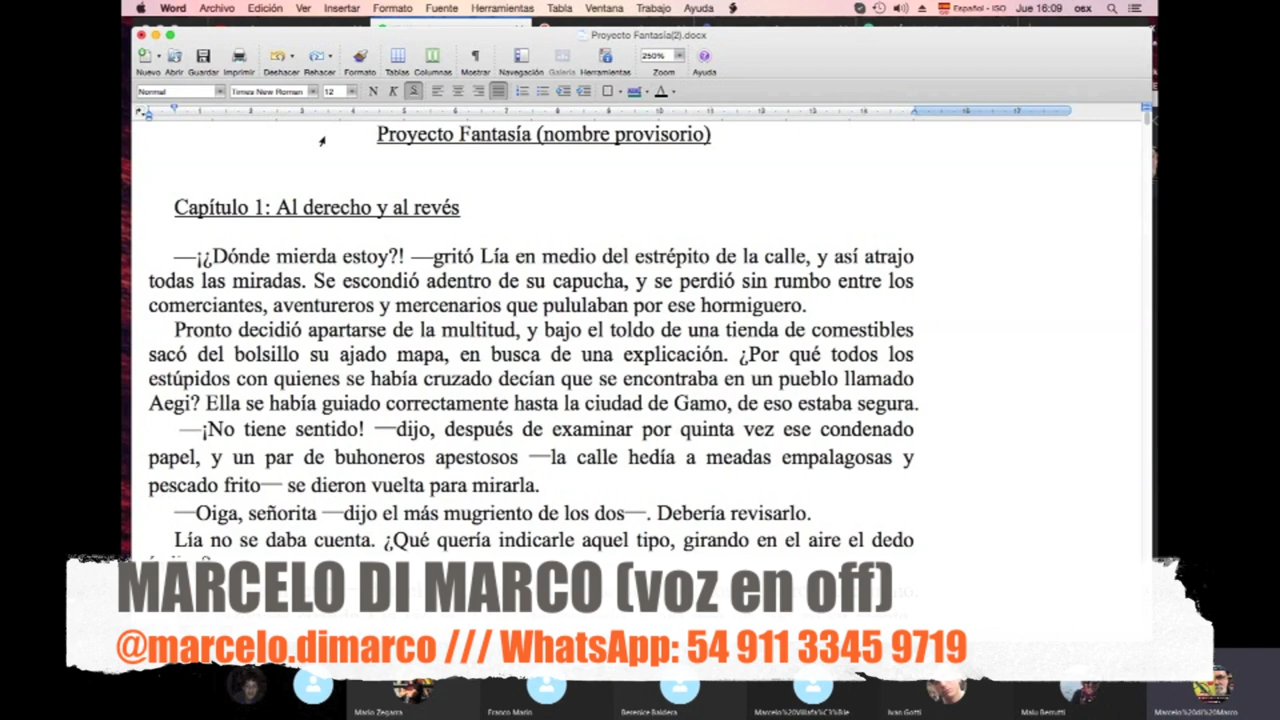 Word Archivo Edición Ver Insertar Formato Fuente Herramientas Tabla Ventana Trabajo Ayuda Español - ISO Jue 16:09 osx
Proyecto Fantasía(2).docx
Nuevo Abrir Guardar Imprimir Deshacer Rehacer Formato Tablas Columnas Mostrar Navegación Galería Herramientas Zoom Ayuda
250%
Normal Times New Roman 12 N K S
Proyecto Fantasía (nombre provisorio)
Capítulo 1: Al derecho y al revés
—¡¿Dónde mierda estoy?! —gritó Lía en medio del estrépito de la calle, y así atrajo
todas las miradas. Se escondió adentro de su capucha, y se perdió sin rumbo entre los
comerciantes, aventureros y mercenarios que pululaban por ese hormiguero.
Pronto decidió apartarse de la multitud, y bajo el toldo de una tienda de comestibles
sacó del bolsillo su ajado mapa, en busca de una explicación. ¿Por qué todos los
estúpidos con quienes se había cruzado decían que se encontraba en un pueblo llamado
Aegi? Ella se había guiado correctamente hasta la ciudad de Gamo, de eso estaba segura.
—¡No tiene sentido! —dijo, después de examinar por quinta vez ese condenado
papel, y un par de buhoneros apestosos —la calle hedía a meadas empalagosas y
pescado frito— se dieron vuelta para mirarla.
—Oiga, señorita —dijo el más mugriento de los dos—. Debería revisarlo.
Lía no se daba cuenta. ¿Qué quería indicarle aquel tipo, girando en el aire el dedo
MARCELO DI MARCO (voz en off)
@marcelo.dimarco /// WhatsApp: 54 911 3345 9719
Mario Zegarra Franco Mario Berenice Baldera Ivan Gotti Malu Berrutti